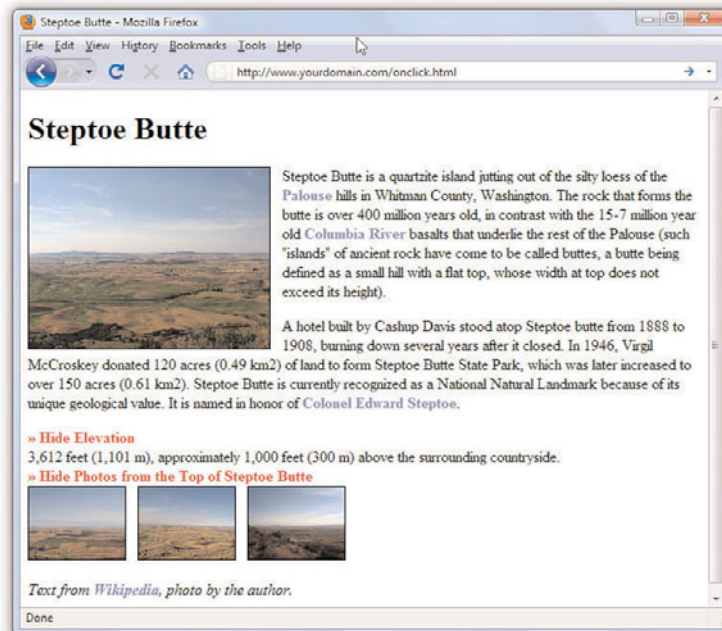 Steptoe Butte - Mozilla Firefox
File Edit View History Bookmarks Tools Help
http://www.yourdomain.com/onclick.html
Steptoe Butte
Steptoe Butte is a quartzite island jutting out of the silty loess of the
Palouse hills in Whitman County, Washington. The rock that forms the
butte is over 400 million years old, in contrast with the 15-7 million year
old Columbia River basalts that underlie the rest of the Palouse (such
"islands" of ancient rock have come to be called buttes, a butte being
defined as a small hill with a flat top, whose width at top does not
exceed its height).
A hotel built by Cashup Davis stood atop Steptoe butte from 1888 to
1908, burning down several years after it closed. In 1946, Virgil
McCroskey donated 120 acres (0.49 km2) of land to form Steptoe Butte State Park, which was later increased to
over 150 acres (0.61 km2). Steptoe Butte is currently recognized as a National Natural Landmark because of its
unique geological value. It is named in honor of Colonel Edward Steptoe.
» Hide Elevation
3,612 feet (1,101 m), approximately 1,000 feet (300 m) above the surrounding countryside.
» Hide Photos from the Top of Steptoe Butte
Text from Wikipedia, photo by the author.
Done